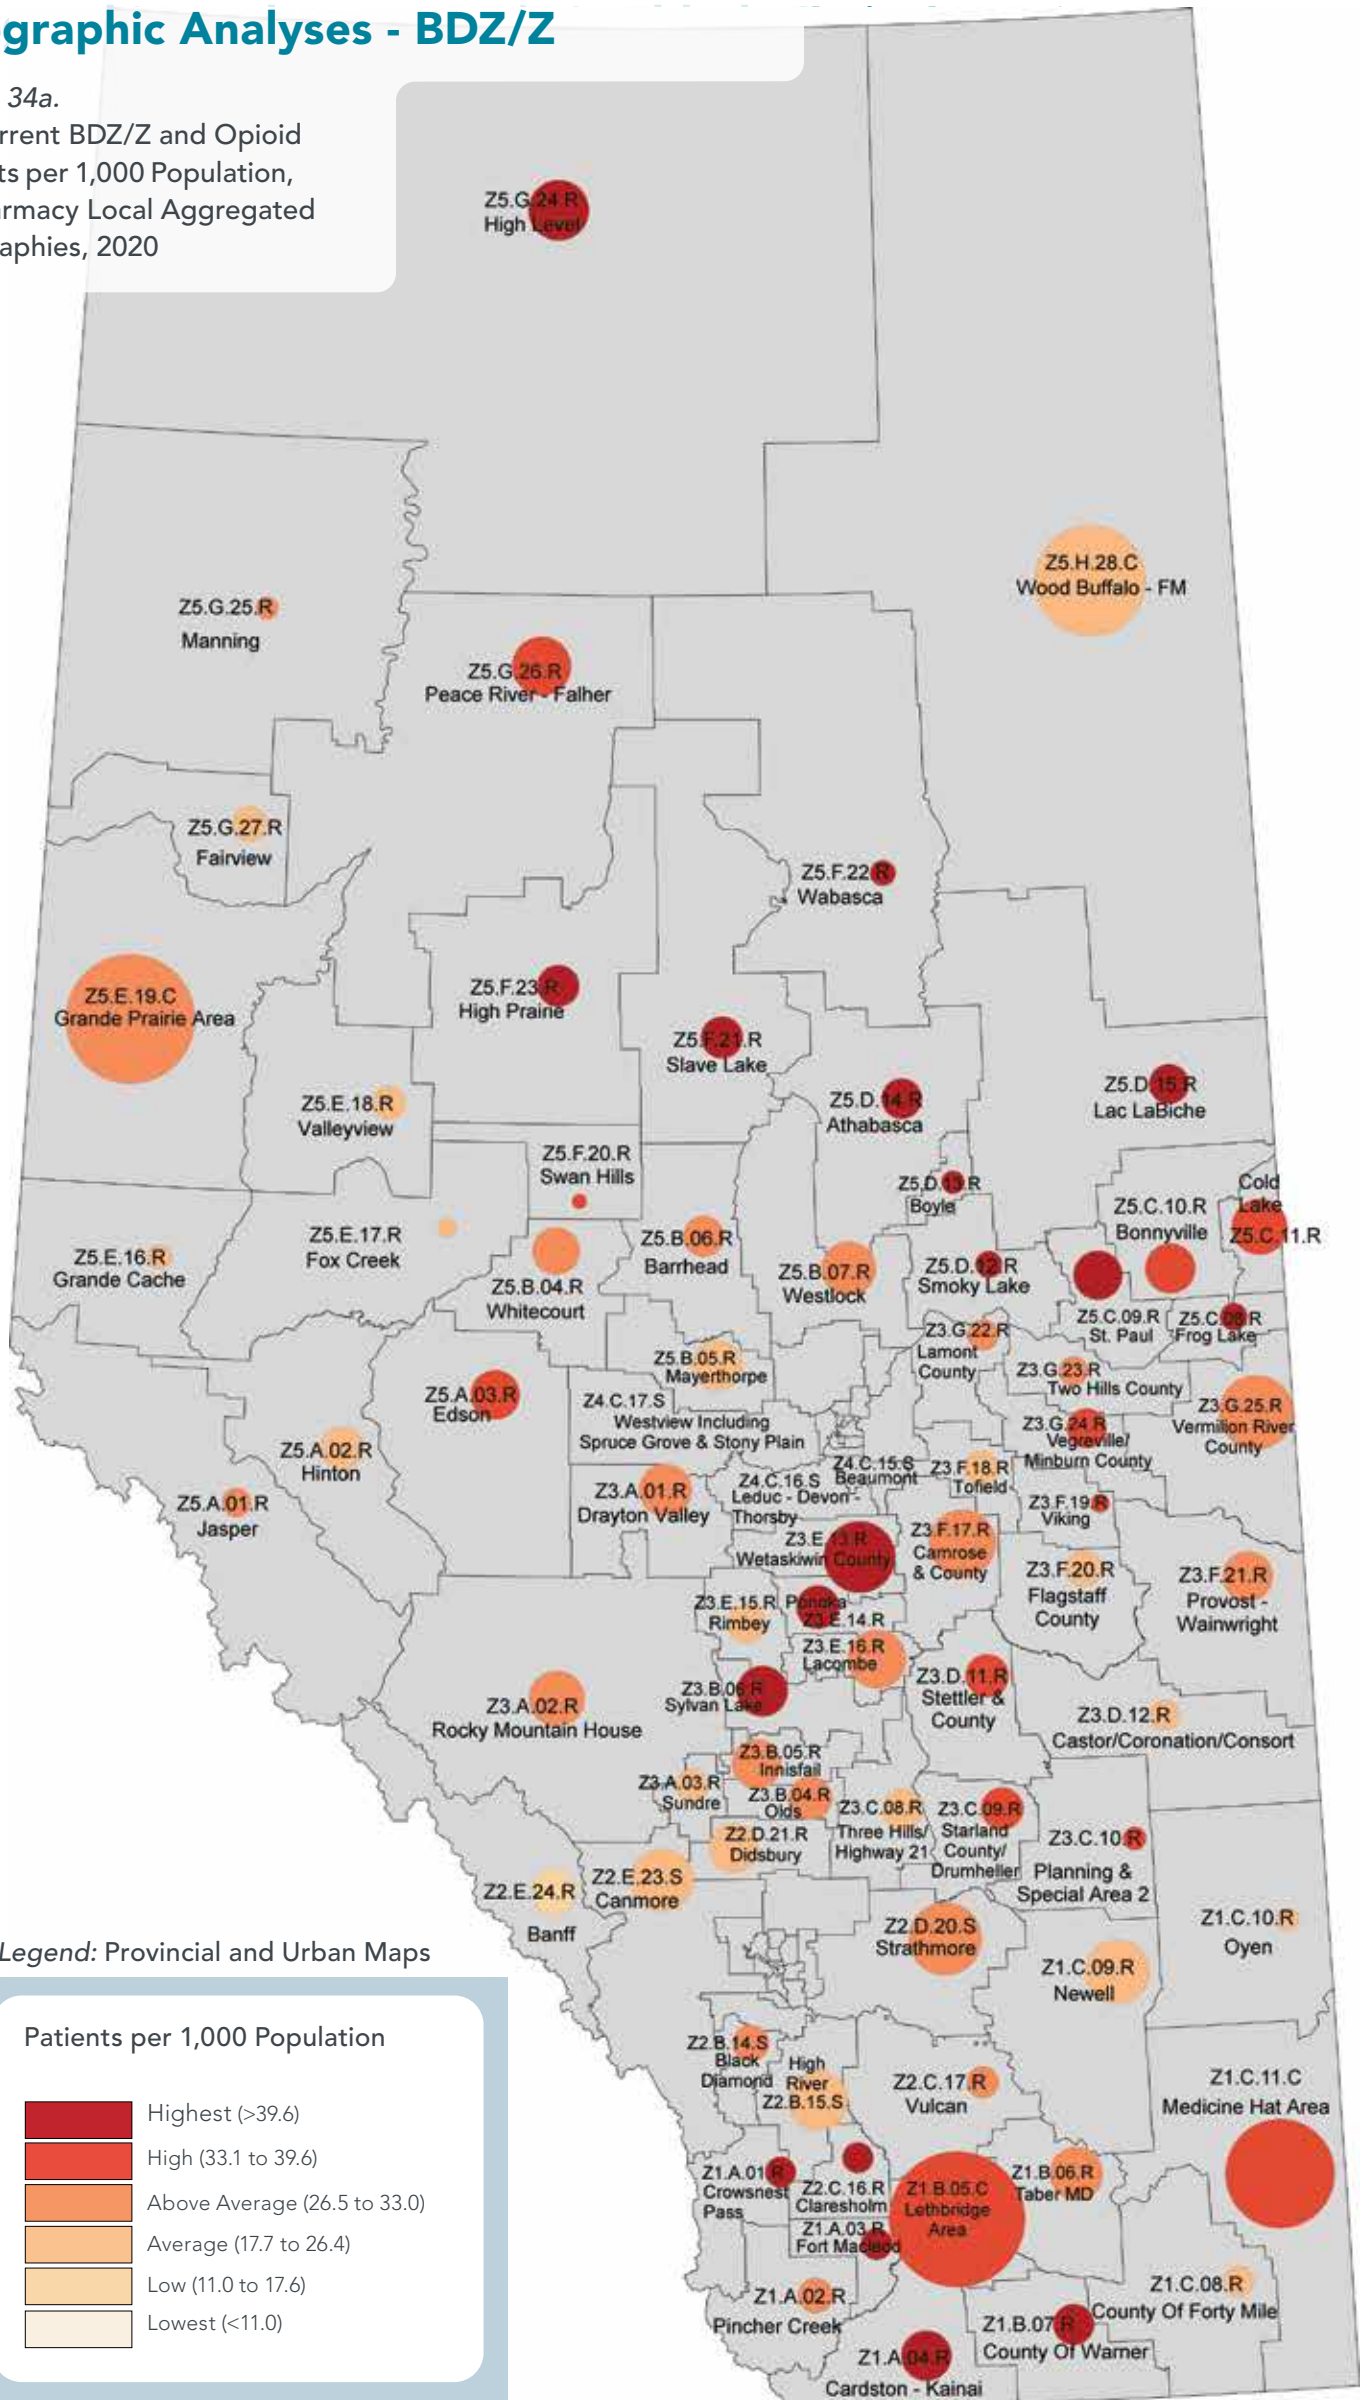 graphic Analyses - BDZ/Z
34a.
rrent BDZ/Z and Opioid
ts per 1,000 Population,
rmacy Local Aggregated
raphies, 2020
Z5.G.24.R
High Level
Z5.H.28.C
Wood Buffalo - FM
Z5.G.25.R
Manning
Z5.G.26.R
Peace River - Falher
Z5.G.27.R
Fairview
Z5.F.22.R
Wabasca
Z5.E.19.C
Grande Prairie Area
Z5.F.23.R
High Prairie
Z5.F.21.R
Slave Lake
Z5.D.15.R
Lac LaBiche
Z5.E.18.R
Valleyview
Z5.D.14.R
Athabasca
Z5.F.20.R
Swan Hills
Z5.D.13.R
Boyle
Cold
Lake
Z5.C.11.R
Z5.C.10.R
Bonnyville
Z5.E.17.R
Fox Creek
Z5.E.16.R
Grande Cache
Z5.B.06.R
Barrhead
Z5.B.04.R
Whitecourt
Z5.B.07.R
Westlock
Z5.D.12.R
Smoky Lake
Z5.C.09.R
St. Paul
Z5.C.08.R
Frog Lake
Z3.G.22.R
Lamont
County
Z5.B.05.R
Mayerthorpe
Z3.G.23.R
Two Hills County
Z5.A.03.R
Edson
Z4.C.17.S
Westview Including
Spruce Grove & Stony Plain
Z3.G.25.R
Vermilion River
County
Z3.G.24.R
Vegreville/
Minburn County
Z5.A.02.R
Hinton
Z4.C.15.S
Beaumont
Z3.F.18.R
Tofield
Z4.C.16.S
Leduc - Devon -
Thorsby
Z3.A.01.R
Drayton Valley
Z5.A.01.R
Jasper
Z3.F.19.R
Viking
Z3.E.13.R
Wetaskiwin County
Z3.F.17.R
Camrose
& County
Z3.F.20.R
Flagstaff
County
Z3.F.21.R
Provost -
Wainwright
Z3.E.15.R
Rimbey
Ponoka
Z3.E.14.R
Z3.E.16.R
Lacombe
Z3.B.06.R
Sylvan Lake
Z3.D.11.R
Stettler &
County
Z3.A.02.R
Rocky Mountain House
Z3.D.12.R
Castor/Coronation/Consort
Z3.B.05.R
Innisfail
Z3.A.03.R
Sundre
Z3.B.04.R
Olds
Z3.C.08.R
Three Hills/
Highway 21
Z3.C.09.R
Starland
County/
Drumheller
Z3.C.10.R
Planning &
Special Area 2
Z2.D.21.R
Didsbury
Z2.E.23.S
Canmore
Z2.E.24.R
Banff
Z2.D.20.S
Strathmore
Z1.C.10.R
Oyen
Z1.C.09.R
Newell
Z2.B.14.S
Black
Diamond
High
River
Z2.B.15.S
Z2.C.17.R
Vulcan
Z1.C.11.C
Medicine Hat Area
Z1.A.01.R
Crowsnest
Pass
Z2.C.16.R
Claresholm
Z1.B.05.C
Lethbridge
Area
Z1.B.06.R
Taber MD
Z1.A.03.R
Fort Macleod
Z1.A.02.R
Pincher Creek
Z1.C.08.R
County Of Forty Mile
Z1.B.07.R
County Of Warner
Z1.A.04.R
Cardston - Kainai
Legend: Provincial and Urban Maps
Patients per 1,000 Population
Highest (>39.6)
High (33.1 to 39.6)
Above Average (26.5 to 33.0)
Average (17.7 to 26.4)
Low (11.0 to 17.6)
Lowest (<11.0)